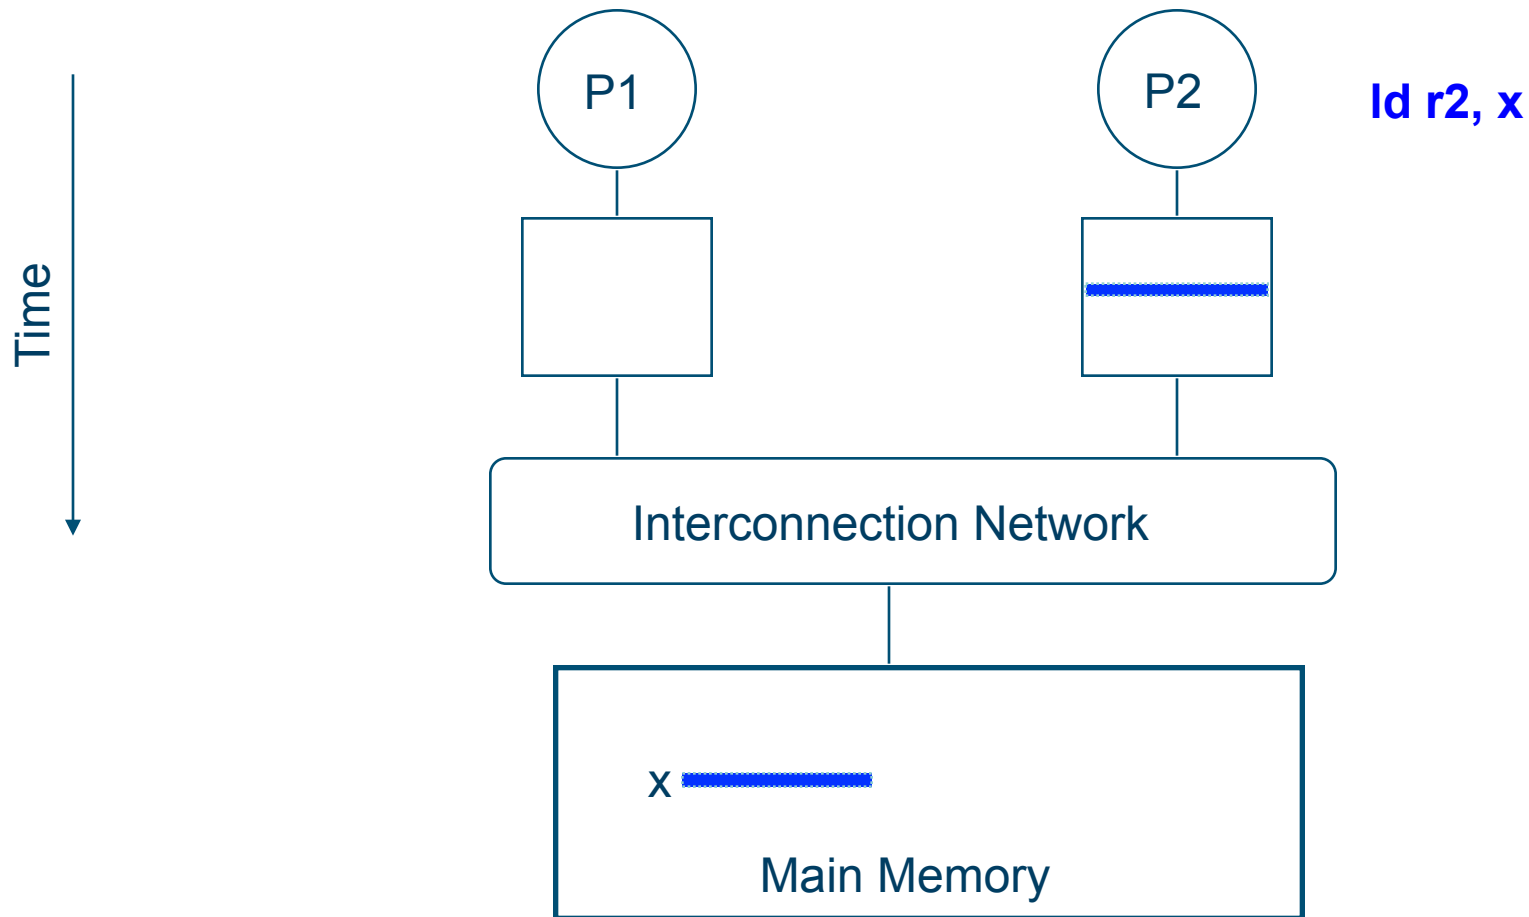 P1
P2
ld r2, x
Time
Interconnection Network
x
Main Memory